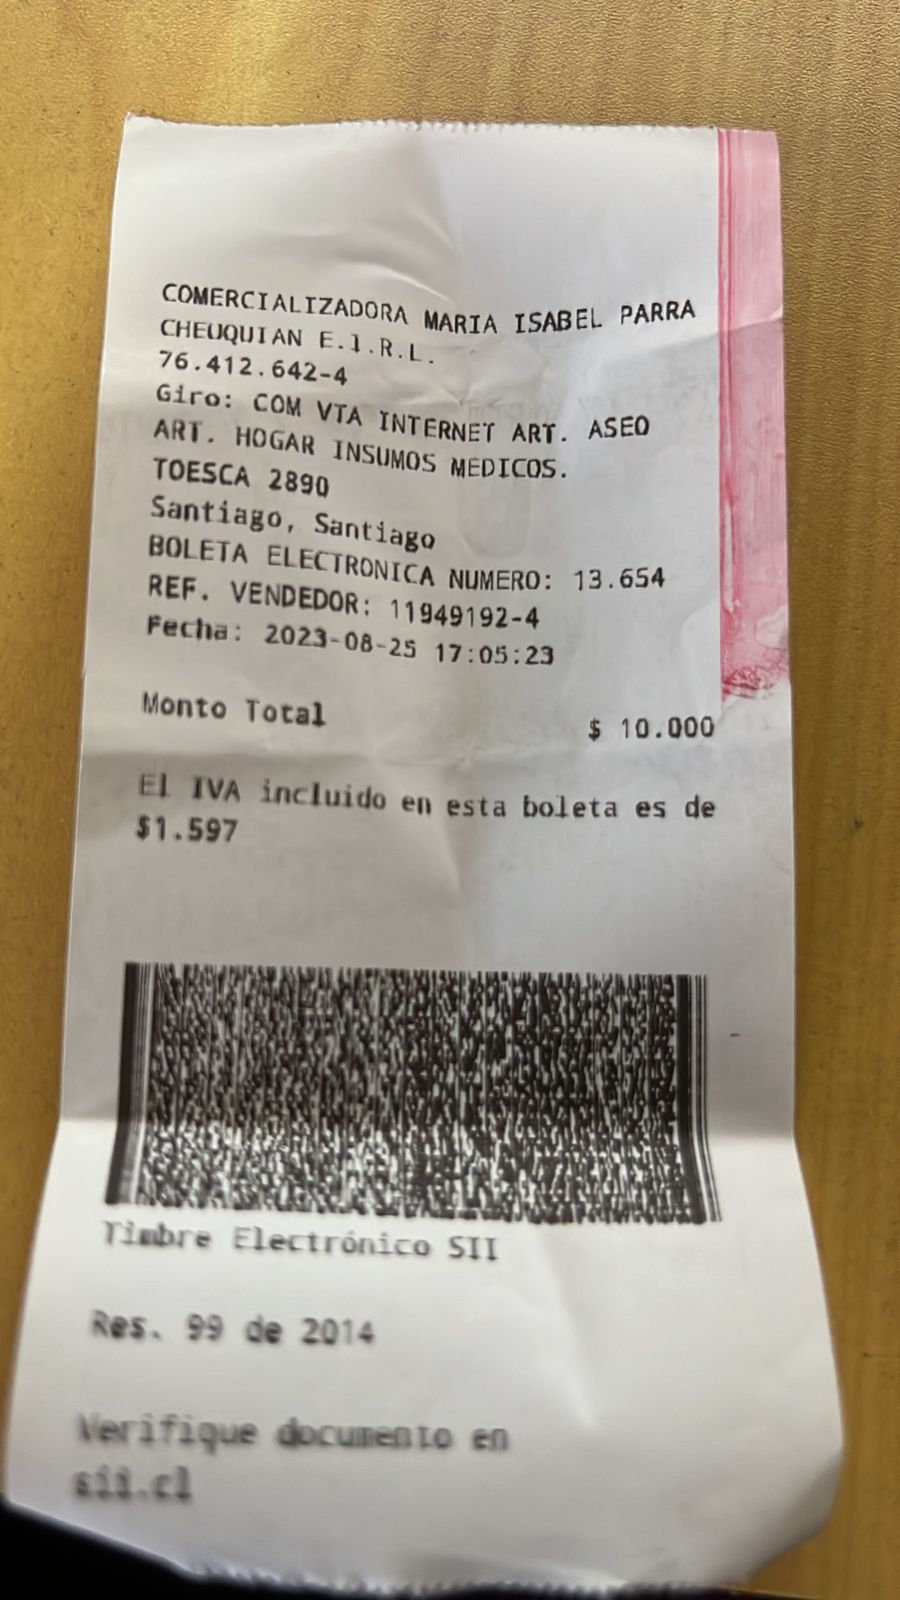 COMERCIALIZADORA MARIA ISABEL PARRA
CHEUQUIAN E.I.R.L.
76.412.642-4
Giro: COM VTA INTERNET ART. ASEO
ART. HOGAR INSUMOS MEDICOS.
TOESCA 2890
Santiago, Santiago
BOLETA ELECTRONICA NUMERO: 13.654
REF. VENDEDOR: 11949192-4
Fecha: 2023-08-25 17:05:23
Monto Total $ 10.000
El IVA incluido en esta boleta es de
$1.597
Timbre Electrónico SII
Res. 99 de 2014
Verifique documento en
sii.cl